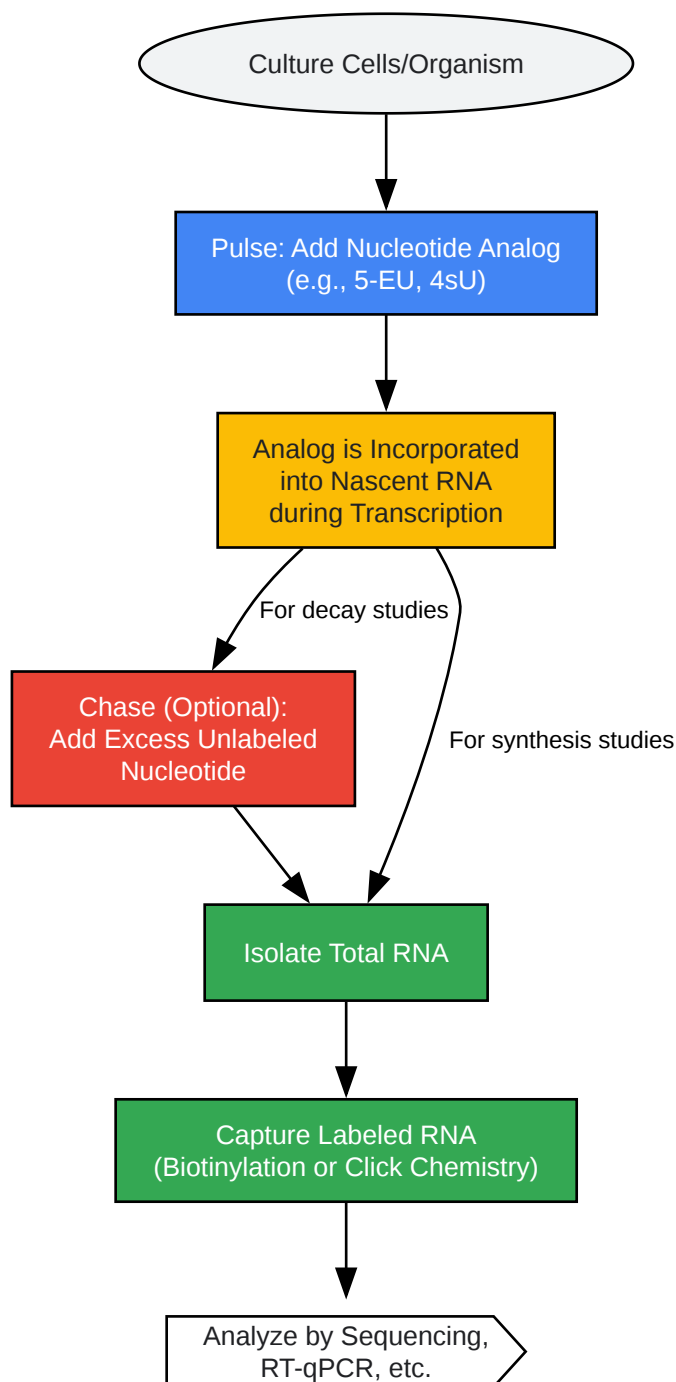 Culture Cells/Organism
Pulse: Add Nucleotide Analog
(e.g., 5-EU, 4sU)
Analog is Incorporated
into Nascent RNA
during Transcription
For decay studies
Chase (Optional):
Add Excess Unlabeled
Nucleotide
For synthesis studies
Isolate Total RNA
Capture Labeled RNA
(Biotinylation or Click Chemistry)
Analyze by Sequencing,
RT-qPCR, etc.